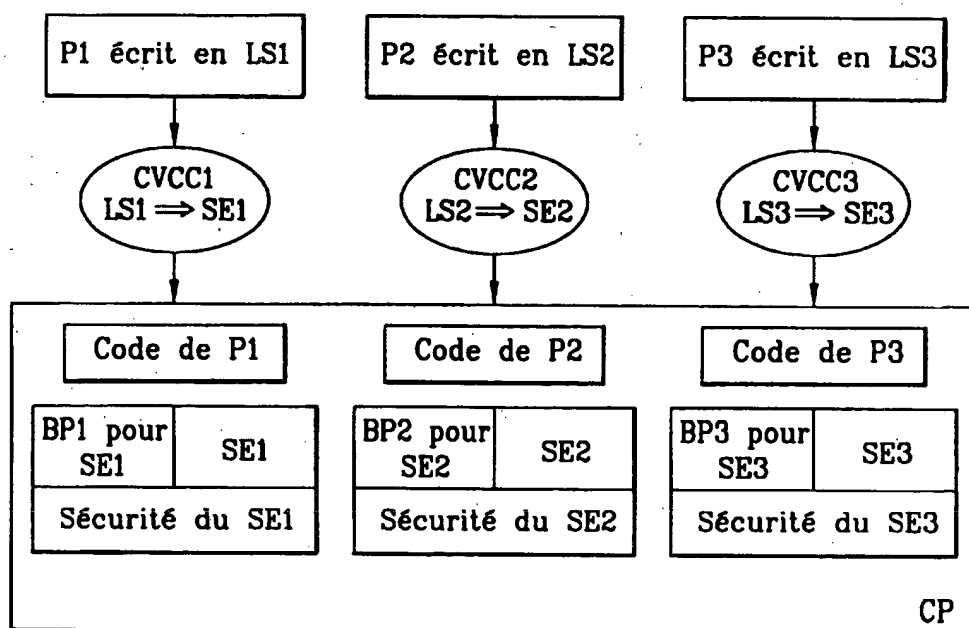 P1 écrit en LS1
P2 écrit en LS2
P3 écrit en LS3
CVCC1
LS1 ⟹ SE1
CVCC2
LS2 ⟹ SE2
CVCC3
LS3 ⟹ SE3
Code de P1
Code de P2
Code de P3
BP1 pour
SE1
SE1
BP2 pour
SE2
SE2
BP3 pour
SE3
SE3
Sécurité du SE1
Sécurité du SE2
Sécurité du SE3
CP